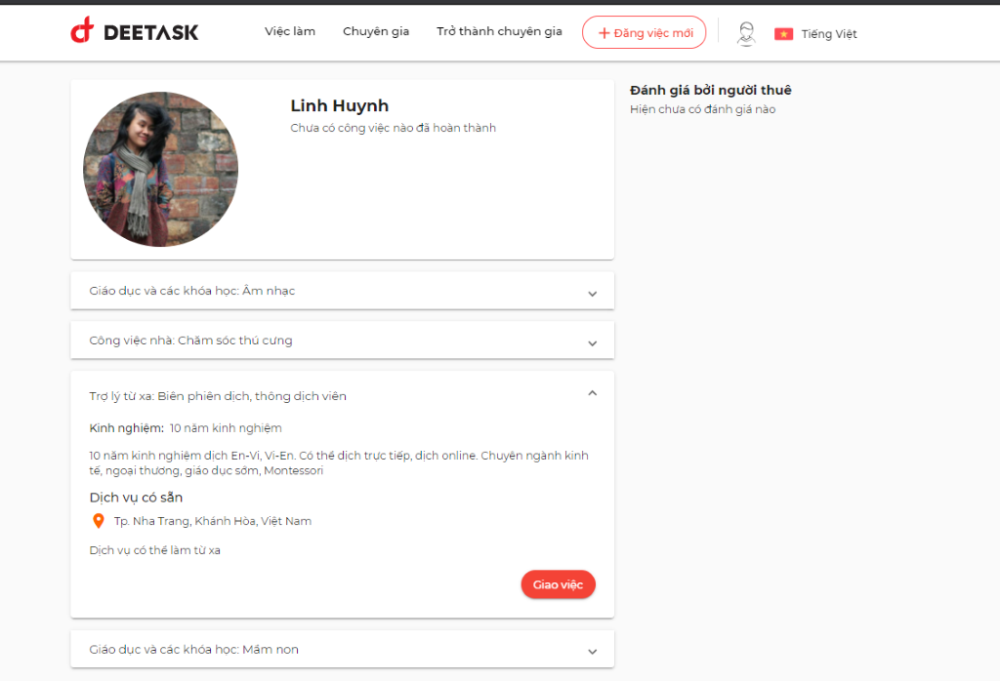 DEETASK
Việc làm
Chuyên gia
Trở thành chuyên gia
+ Đăng việc mới
Tiếng Việt
Linh Huynh
Chưa có công việc nào đã hoàn thành
Đánh giá bởi người thuê
Hiện chưa có đánh giá nào
Giáo dục và các khóa học: Âm nhạc
Công việc nhà: Chăm sóc thú cưng
Trợ lý từ xa: Biên phiên dịch, thông dịch viên
Kinh nghiệm: 10 năm kinh nghiệm
10 năm kinh nghiệm dịch En-Vi, Vi-En. Có thể dịch trực tiếp, dịch online. Chuyên ngành kinh
tế, ngoại thương, giáo dục sớm, Montessori
Dịch vụ có sẵn
Tp. Nha Trang, Khánh Hòa, Việt Nam
Dịch vụ có thể làm từ xa
Giao việc
Giáo dục và các khóa học: Mầm non